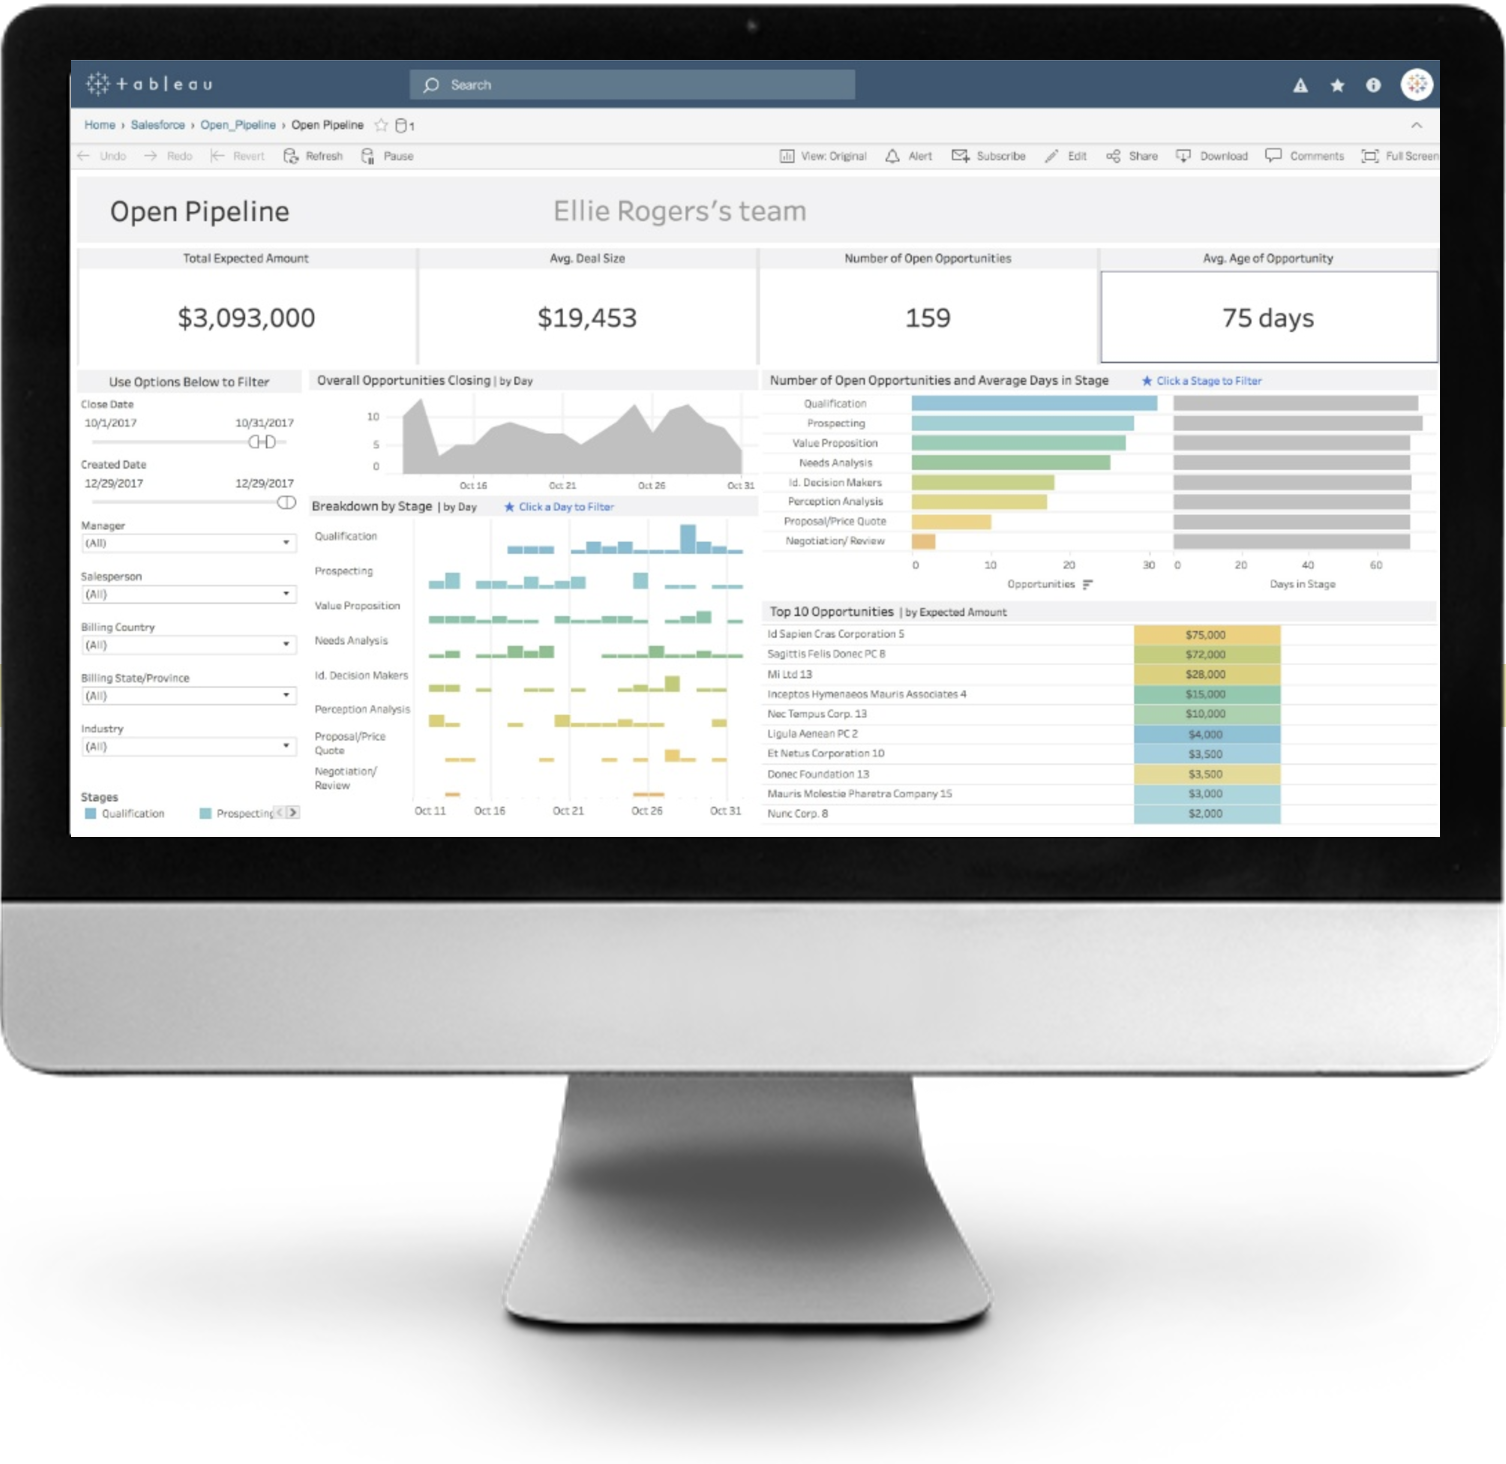 tableau
Search
Home › Salesforce › Open_Pipeline › Open Pipeline 1
Undo Redo Revert Refresh Pause View: Original Alert Subscribe Edit Share Download Comments Full Screen
Open Pipeline Ellie Rogers's team
Total Expected Amount Avg. Deal Size Number of Open Opportunities Avg. Age of Opportunity
$3,093,000 $19,453 159 75 days
Use Options Below to Filter
Close Date
10/1/2017 10/31/2017
Created Date
12/29/2017 12/29/2017
Manager
(All)
Salesperson
(All)
Billing Country
(All)
Billing State/Province
(All)
Industry
(All)
Stages
Qualification Prospecting
Overall Opportunities Closing | by Day
10
5
0
Oct 16 Oct 21 Oct 26 Oct 31
Breakdown by Stage | by Day ★ Click a Day to Filter
Qualification
Prospecting
Value Proposition
Needs Analysis
Id. Decision Makers
Perception Analysis
Proposal/Price
Quote
Negotiation/
Review
Oct 11 Oct 16 Oct 21 Oct 26 Oct 31
Number of Open Opportunities and Average Days in Stage ★ Click a Stage to Filter
Qualification
Prospecting
Value Proposition
Needs Analysis
Id. Decision Makers
Perception Analysis
Proposal/Price Quote
Negotiation/ Review
0 10 20 30 0 20 40 60
Opportunities Days in Stage
Top 10 Opportunities | by Expected Amount
Id Sapien Cras Corporation 5 $75,000
Sagittis Felis Donec PC 8 $72,000
Mi Ltd 13 $28,000
Inceptos Hymenaeos Mauris Associates 4 $15,000
Nec Tempus Corp. 13 $10,000
Ligula Aenean PC 2 $4,000
Et Netus Corporation 10 $3,500
Donec Foundation 13 $3,500
Mauris Molestie Pharetra Company 15 $3,000
Nunc Corp. 8 $2,000